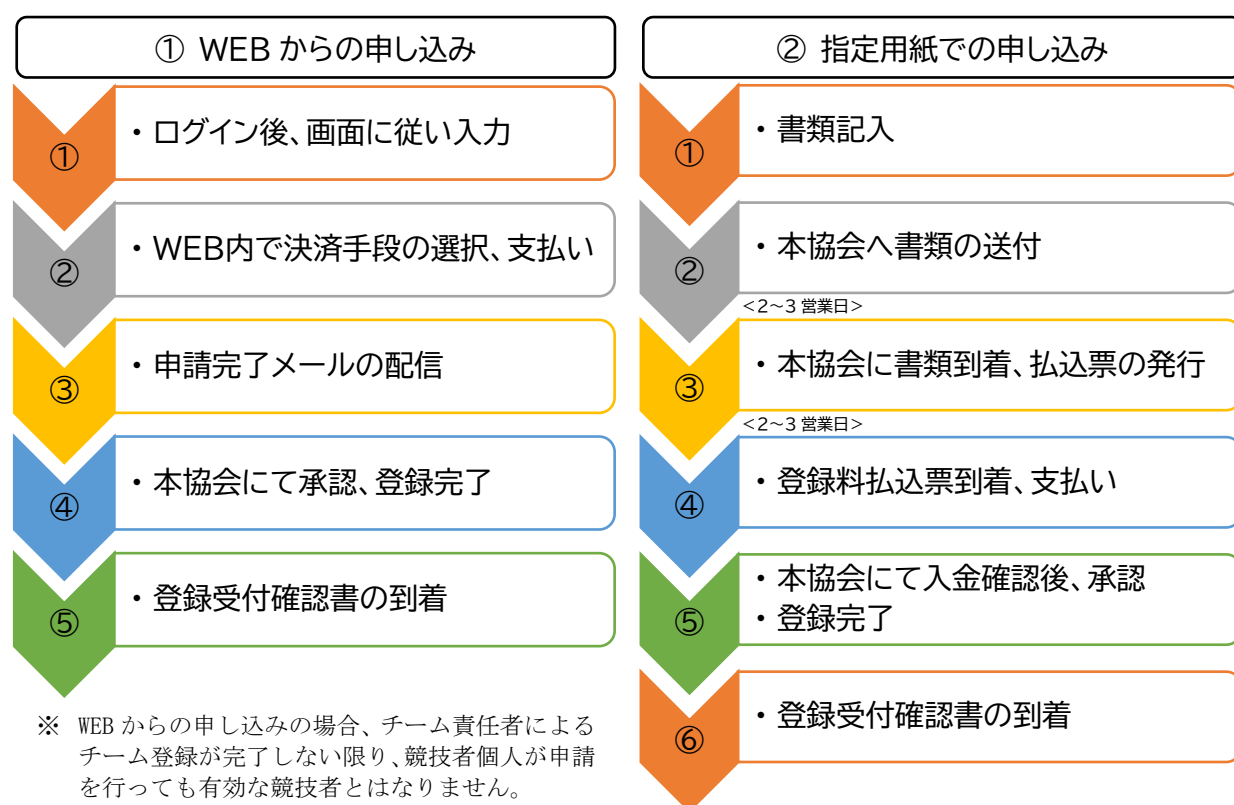 ① WEB からの申し込み
①
・ログイン後、画面に従い入力
②
・WEB内で決済手段の選択、支払い
③
・申請完了メールの配信
④
・本協会にて承認、登録完了
⑤
・登録受付確認書の到着
※ WEB からの申し込みの場合、チーム責任者による
チーム登録が完了しない限り、競技者個人が申請
を行っても有効な競技者とはなりません。
② 指定用紙での申し込み
①
・書類記入
②
・本協会へ書類の送付
<2~3 営業日>
③
・本協会に書類到着、払込票の発行
<2~3 営業日>
④
・登録料払込票到着、支払い
⑤
・本協会にて入金確認後、承認
・登録完了
⑥
・登録受付確認書の到着